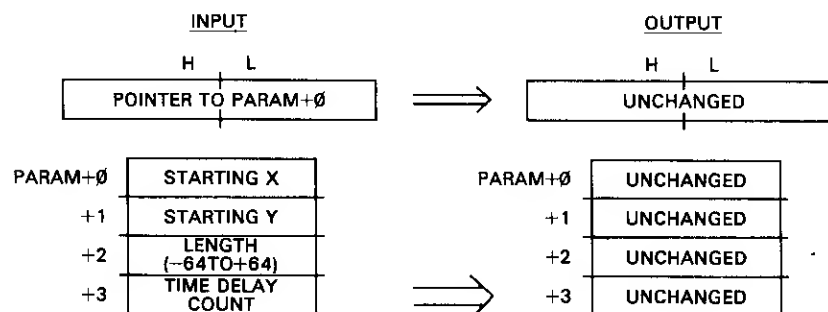 INPUT
OUTPUT
H L
H L
POINTER TO PARAM+Ø
UNCHANGED
PARAM+Ø STARTING X
PARAM+Ø UNCHANGED
+1 STARTING Y
+1 UNCHANGED
+2 LENGTH
(−64TO+64)
+2 UNCHANGED
+3 TIME DELAY
COUNT
+3 UNCHANGED